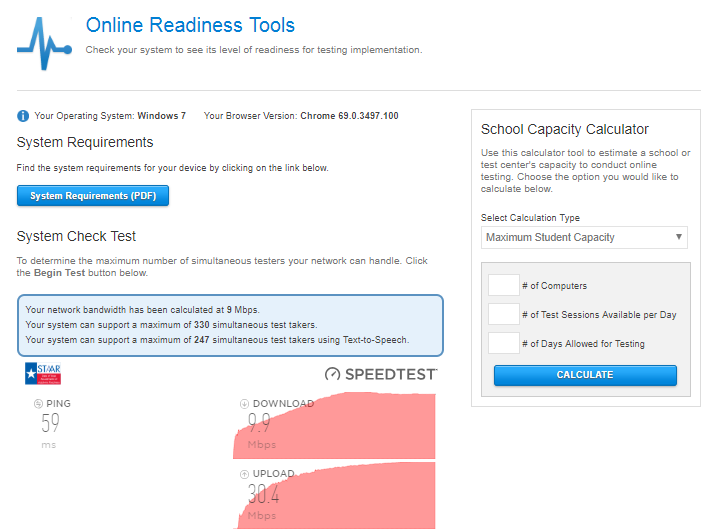 Online Readiness Tools
Check your system to see its level of readiness for testing implementation.
Your Operating System: Windows 7 Your Browser Version: Chrome 69.0.3497.100
System Requirements
Find the system requirements for your device by clicking on the link below.
System Requirements (PDF)
System Check Test
To determine the maximum number of simultaneous testers your network can handle. Click
the Begin Test button below.
Your network bandwidth has been calculated at 9 Mbps.
Your system can support a maximum of 330 simultaneous test takers.
Your system can support a maximum of 247 simultaneous test takers using Text-to-Speech.
STAAR
SPEEDTEST
PING
59
ms
DOWNLOAD
9.9
Mbps
UPLOAD
30.4
Mbps
School Capacity Calculator
Use this calculator tool to estimate a school or
test center's capacity to conduct online
testing. Choose the option you would like to
calculate below.
Select Calculation Type
Maximum Student Capacity
# of Computers
# of Test Sessions Available per Day
# of Days Allowed for Testing
CALCULATE